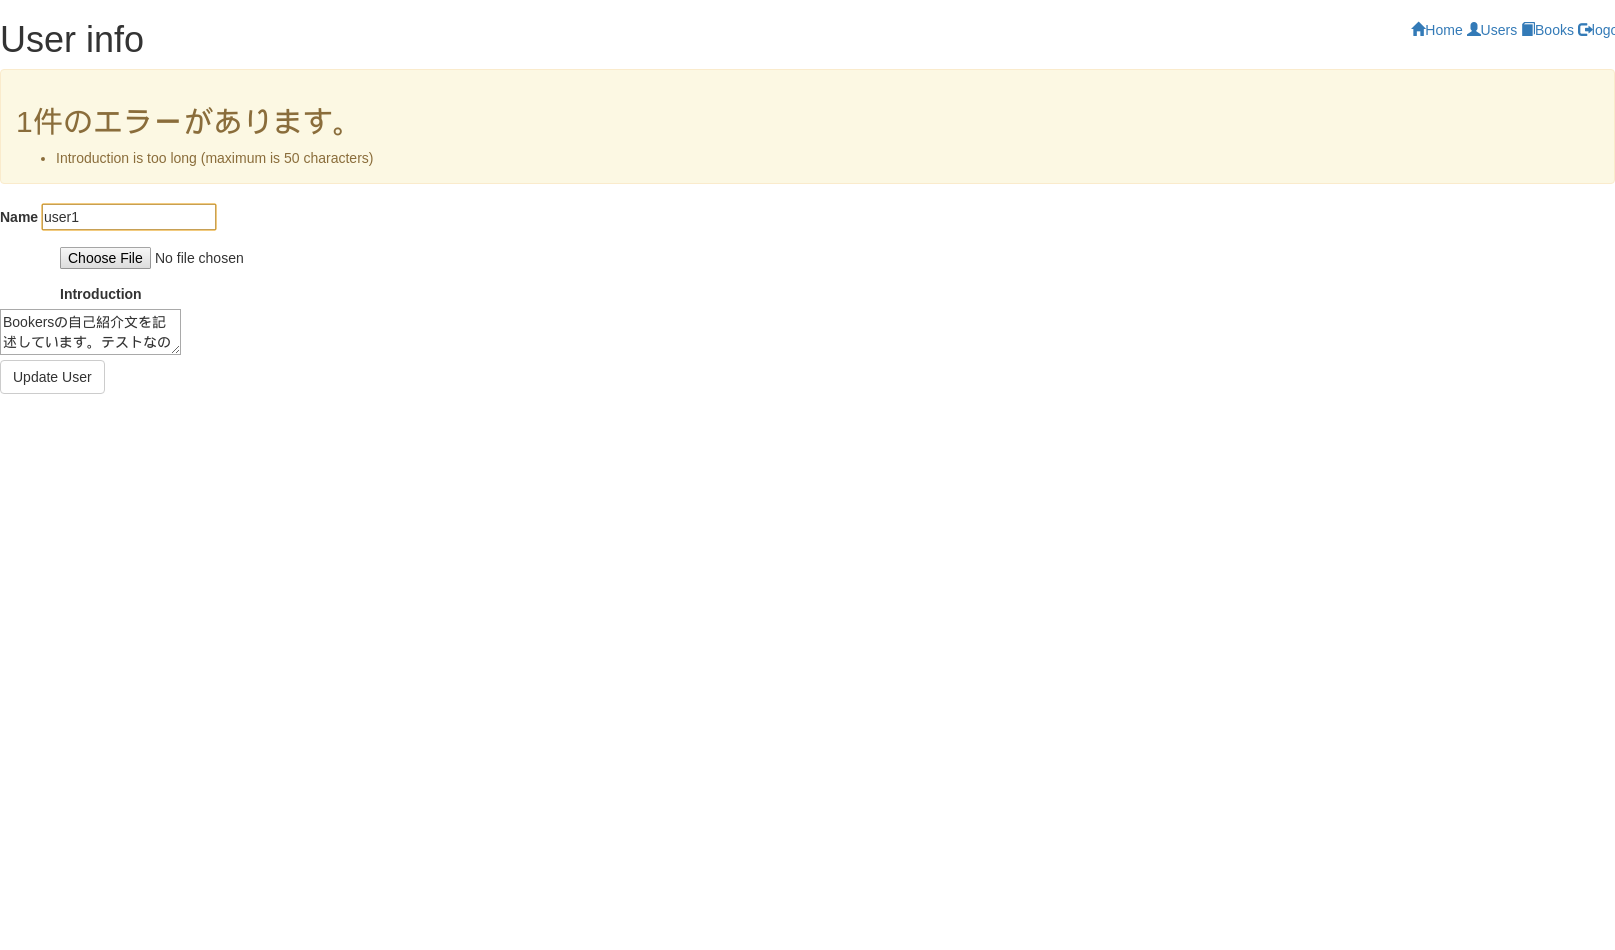 User info
Home Users Books logo
1件のエラーがあります。
Introduction is too long (maximum is 50 characters)
Name user1
Choose File No file chosen
Introduction
Bookersの自己紹介文を記
述しています。テストなの
Update User